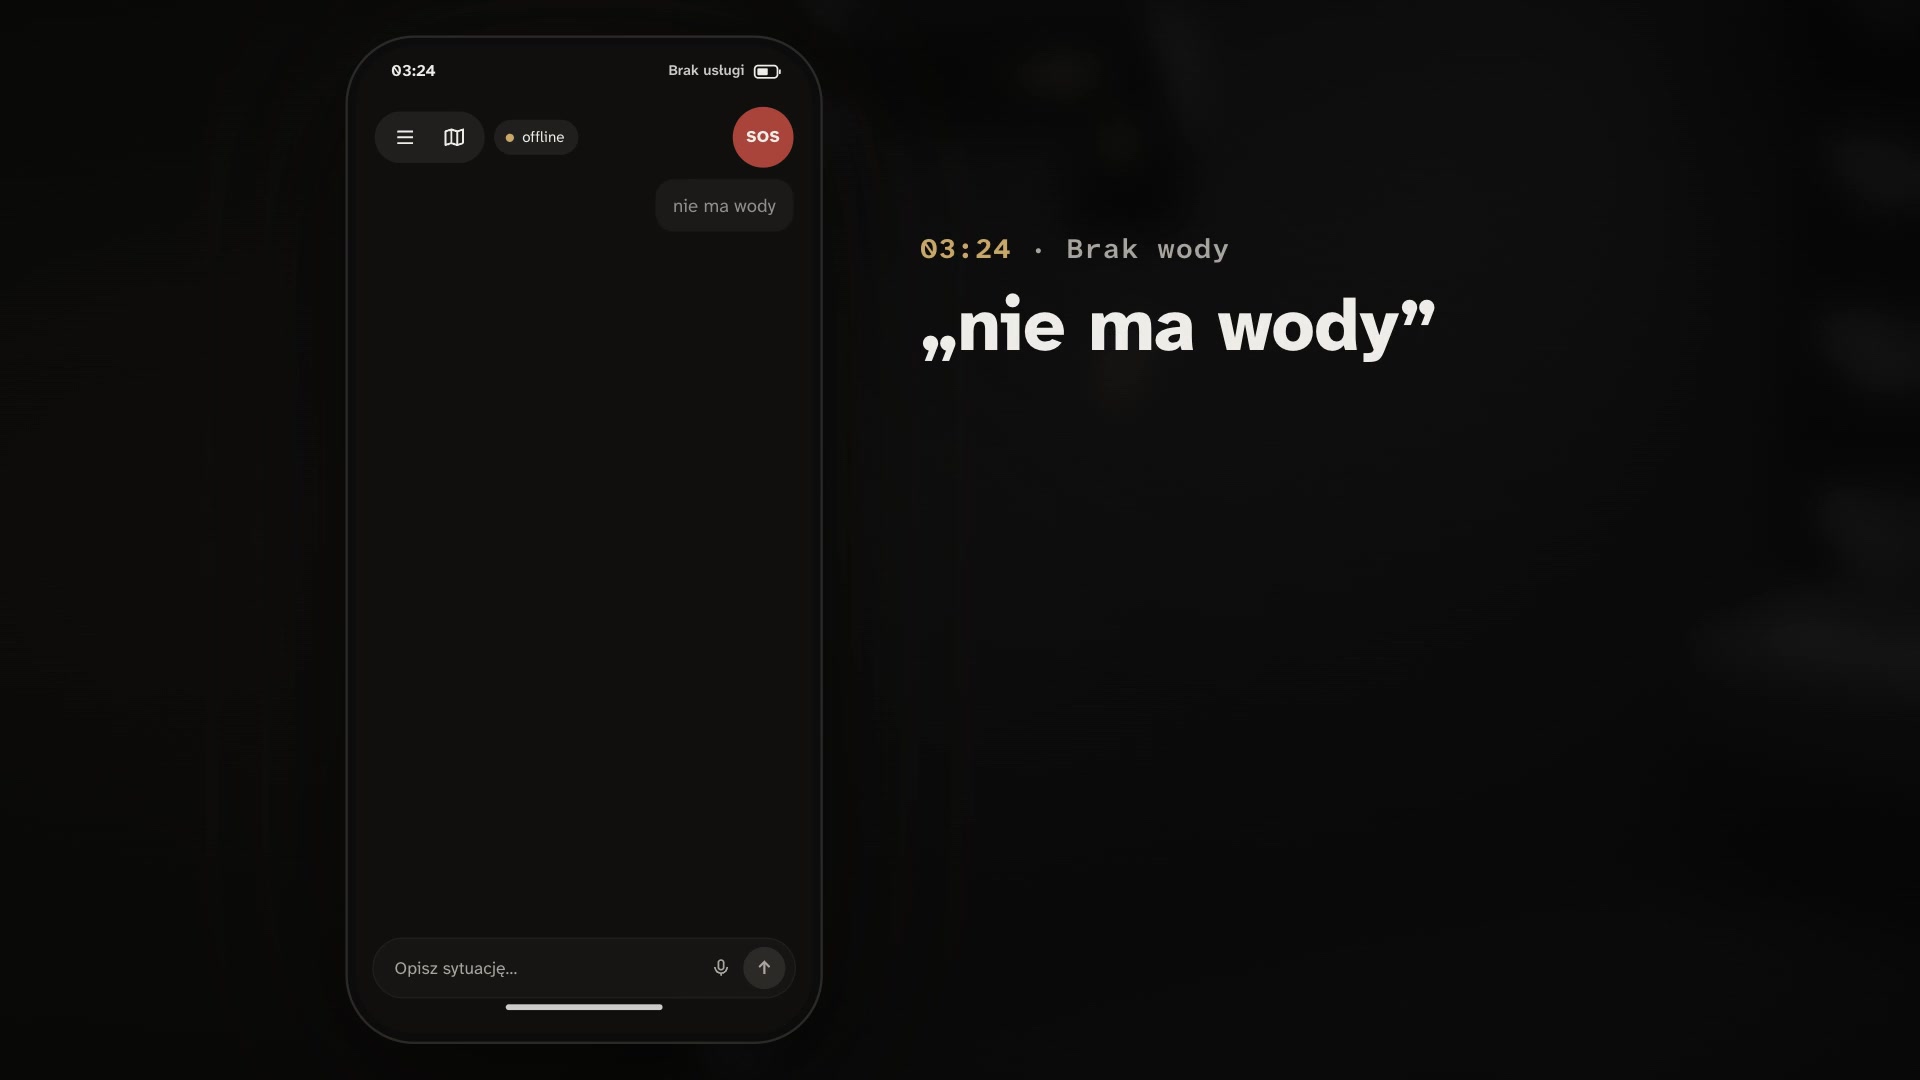 03:24
Brak usługi
offline
SOS
nie ma wody
Opisz sytuację...
03:24 · Brak wody
„nie ma wody”